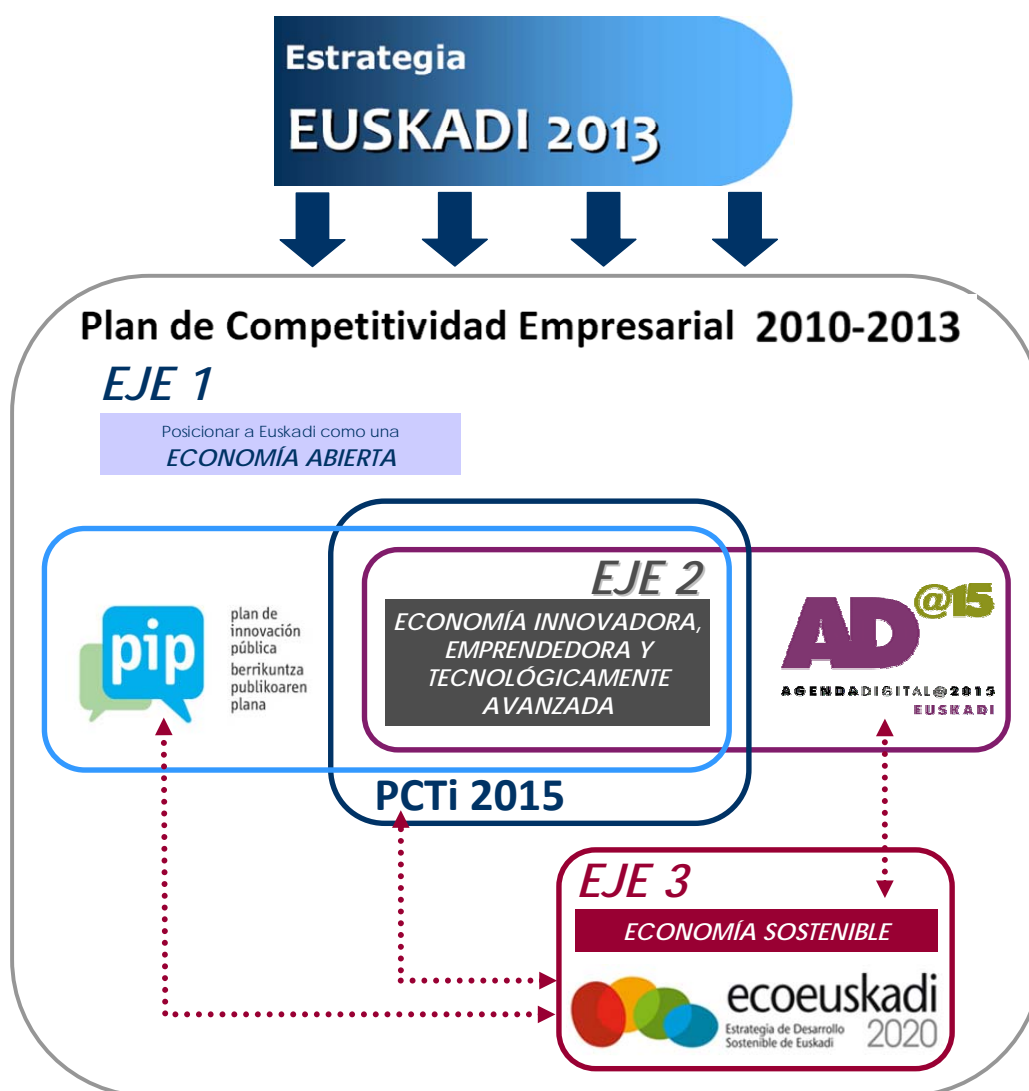 Estrategia
EUSKADI 2013
Plan de Competitividad Empresarial 2010-2013
EJE 1
Posicionar a Euskadi como una
ECONOMÍA ABIERTA
pip
plan de
innovación
pública
berrikuntza
publikoaren
plana
EJE 2
ECONOMÍA INNOVADORA,
EMPRENDEDORA Y
TECNOLÓGICAMENTE
AVANZADA
AD@15
AGENDADIGITAL@2015
EUSKADI
PCTi 2015
EJE 3
ECONOMÍA SOSTENIBLE
ecoeuskadi
Estrategia de Desarrollo
Sostenible de Euskadi
2020